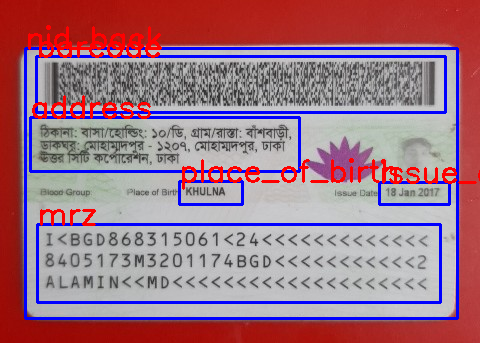 nid_back
barcode
address
ঠিকানা: বাসা/হোল্ডিং: ১০/ডি, গ্রাম/রাস্তা: বাঁশবাড়ী,
ডাকঘর: মোহাম্মদপুর - ১২০৭, মোহাম্মদপুর, ঢাকা
উত্তর সিটি কর্পোরেশন, ঢাকা
place_of_birth issue_
Blood Group: Place of Birth: KHULNA Issue Date: 18 Jan 2017
mrz
I<BGD868315061<24<<<<<<<<<<<<<
8405173M3201174BGD<<<<<<<<<<<2
ALAMIN<<MD<<<<<<<<<<<<<<<<<<<<